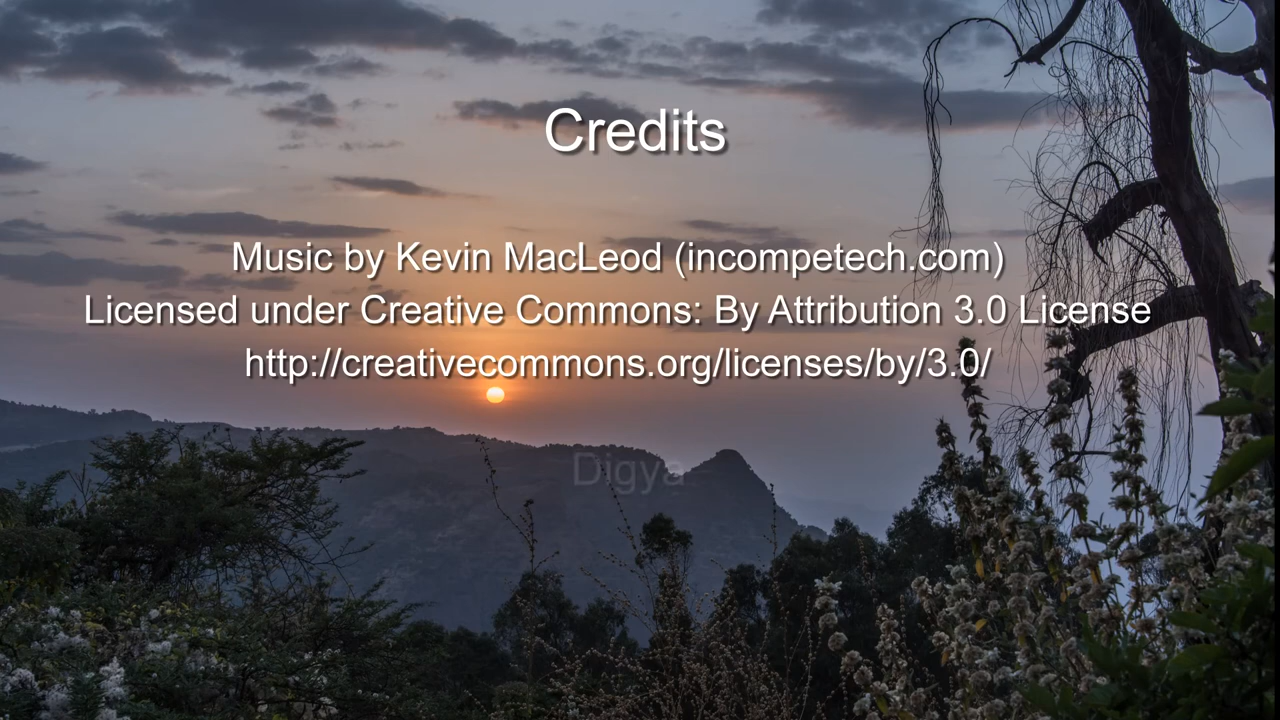 Credits
Music by Kevin MacLeod (incompetech.com)
Licensed under Creative Commons: By Attribution 3.0 License
http://creativecommons.org/licenses/by/3.0/
Digya